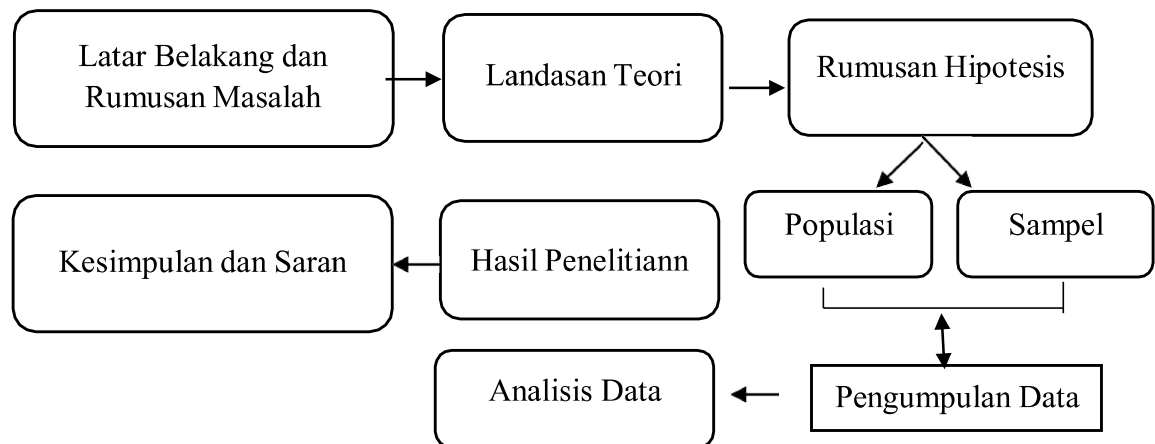 Latar Belakang dan
Rumusan Masalah
Landasan Teori
Rumusan Hipotesis
Populasi
Sampel
Kesimpulan dan Saran
Hasil Penelitiann
Analisis Data
Pengumpulan Data